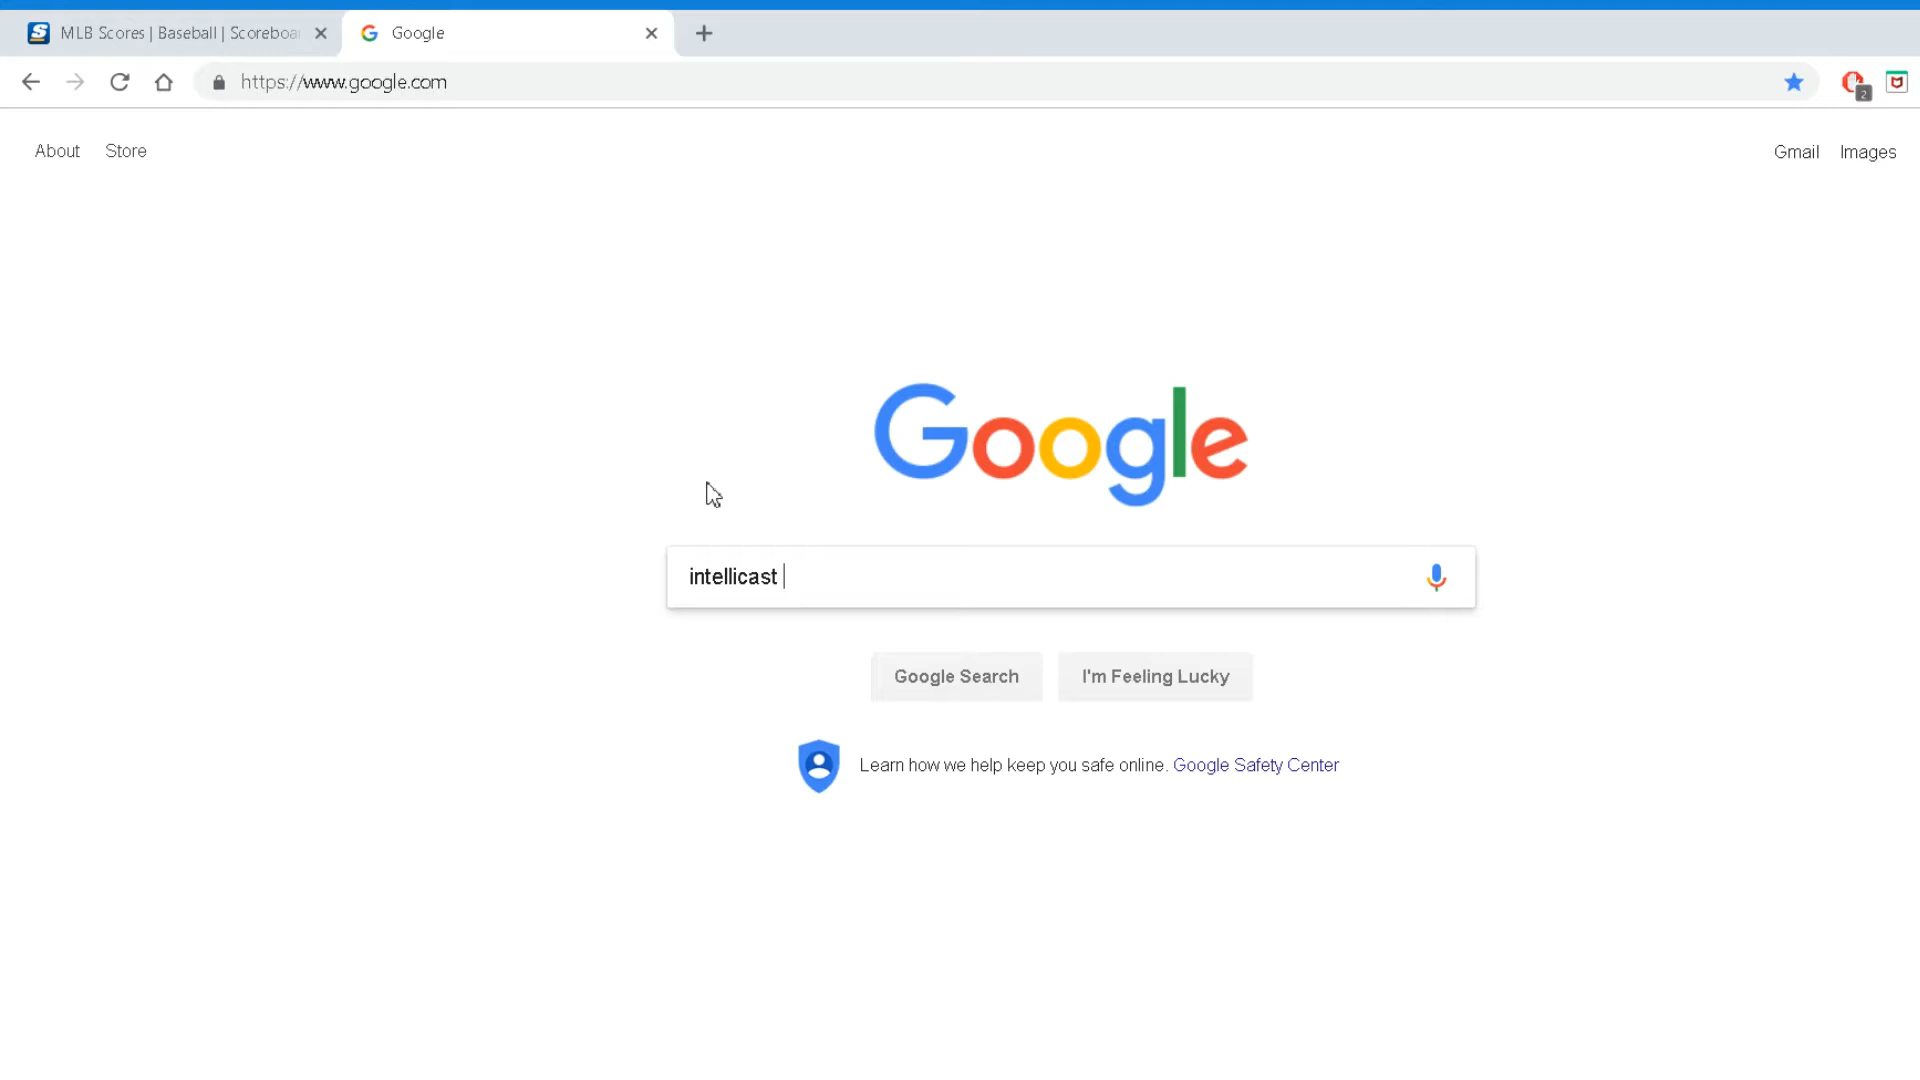 MLB Scores | Baseball | Scoreboa
Google
https://www.google.com
2
About Store
Gmail Images
Google
intellicast
Google Search I'm Feeling Lucky
Learn how we help keep you safe online. Google Safety Center